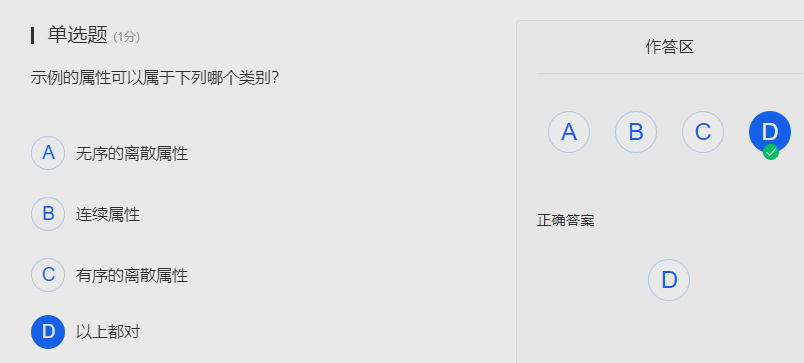 单选题 (1分)
示例的属性可以属于下列哪个类别?
A 无序的离散属性
B 连续属性
C 有序的离散属性
D 以上都对
作答区
A B C D
正确答案
D